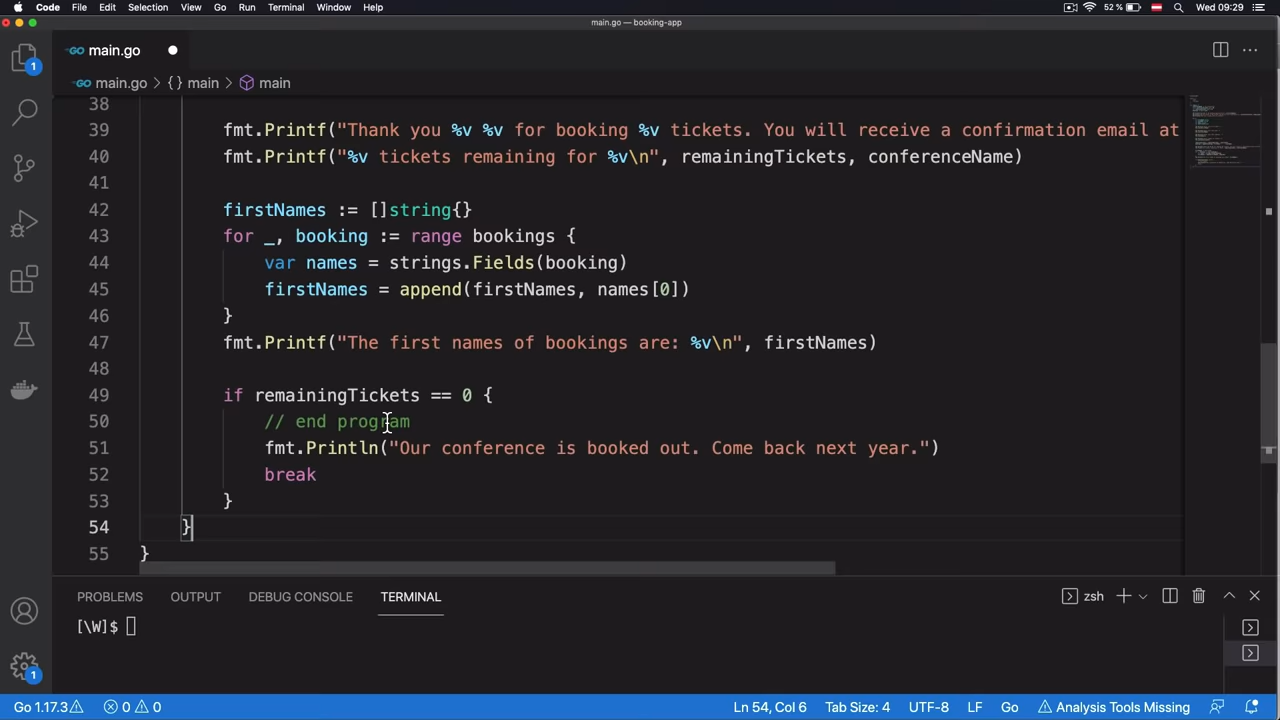 Code File Edit Selection View Go Run Terminal Window Help 52 % Wed 09:29
main.go — booking-app
main.go
main.go > { } main > main
38
39 fmt.Printf("Thank you %v %v for booking %v tickets. You will receive a confirmation email at
40 fmt.Printf("%v tickets remaining for %v\n", remainingTickets, conferenceName)
41
42 firstNames := []string{}
43 for _, booking := range bookings {
44 var names = strings.Fields(booking)
45 firstNames = append(firstNames, names[0])
46 }
47 fmt.Printf("The first names of bookings are: %v\n", firstNames)
48
49 if remainingTickets == 0 {
50 // end program
51 fmt.Println("Our conference is booked out. Come back next year.")
52 break
53 }
54 }
55 }
PROBLEMS OUTPUT DEBUG CONSOLE TERMINAL zsh
[\W]$
Go 1.17.3 0 0 Ln 54, Col 6 Tab Size: 4 UTF-8 LF Go Analysis Tools Missing
1
1